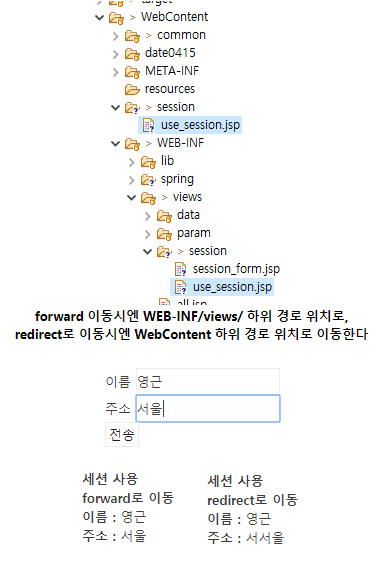 target
> WebContent
> common
date0415
META-INF
resources
> session
use_session.jsp
> WEB-INF
> lib
> spring
> views
> data
> param
> session
session_form.jsp
use_session.jsp
all.jsp
forward 이동시엔 WEB-INF/views/ 하위 경로 위치로,
redirect로 이동시엔 WebContent 하위 경로 위치로 이동한다
이름 영근
주소 서울
전송
세션 사용
forward로 이동
이름 : 영근
주소 : 서울
세션 사용
redirect로 이동
이름 : 영근
주소 : 서서울